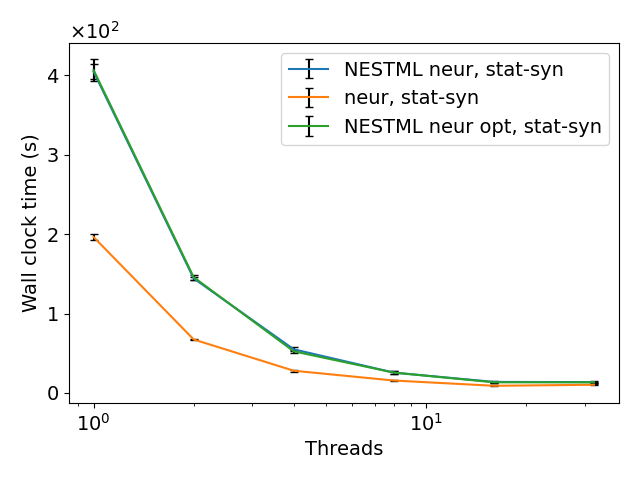 ×10²
4
3
2
1
0
Wall clock time (s)
NESTML neur, stat-syn
neur, stat-syn
NESTML neur opt, stat-syn
10⁰
10¹
Threads